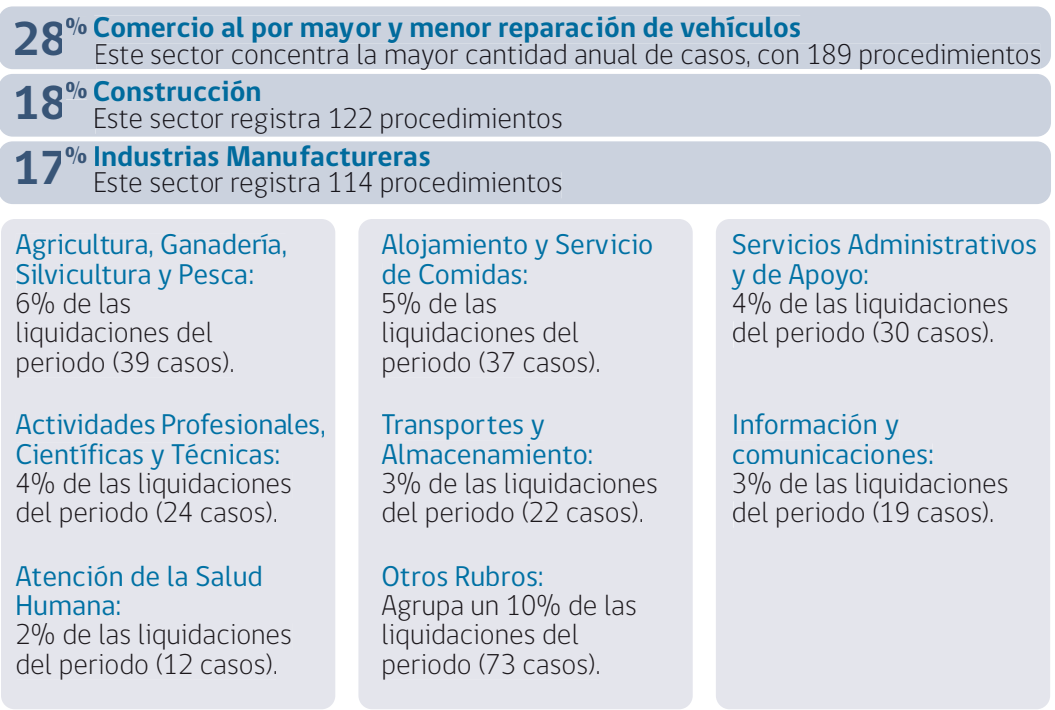 28% Comercio al por mayor y menor reparación de vehículos
Este sector concentra la mayor cantidad anual de casos, con 189 procedimientos
18% Construcción
Este sector registra 122 procedimientos
17% Industrias Manufactureras
Este sector registra 114 procedimientos
Agricultura, Ganadería,
Silvicultura y Pesca:
6% de las
liquidaciones del
periodo (39 casos).
Alojamiento y Servicio
de Comidas:
5% de las
liquidaciones del
periodo (37 casos).
Servicios Administrativos
y de Apoyo:
4% de las liquidaciones
del periodo (30 casos).
Actividades Profesionales,
Científicas y Técnicas:
4% de las liquidaciones
del periodo (24 casos).
Transportes y
Almacenamiento:
3% de las liquidaciones
del periodo (22 casos).
Información y
comunicaciones:
3% de las liquidaciones
del periodo (19 casos).
Atención de la Salud
Humana:
2% de las liquidaciones
del periodo (12 casos).
Otros Rubros:
Agrupa un 10% de las
liquidaciones del
periodo (73 casos).